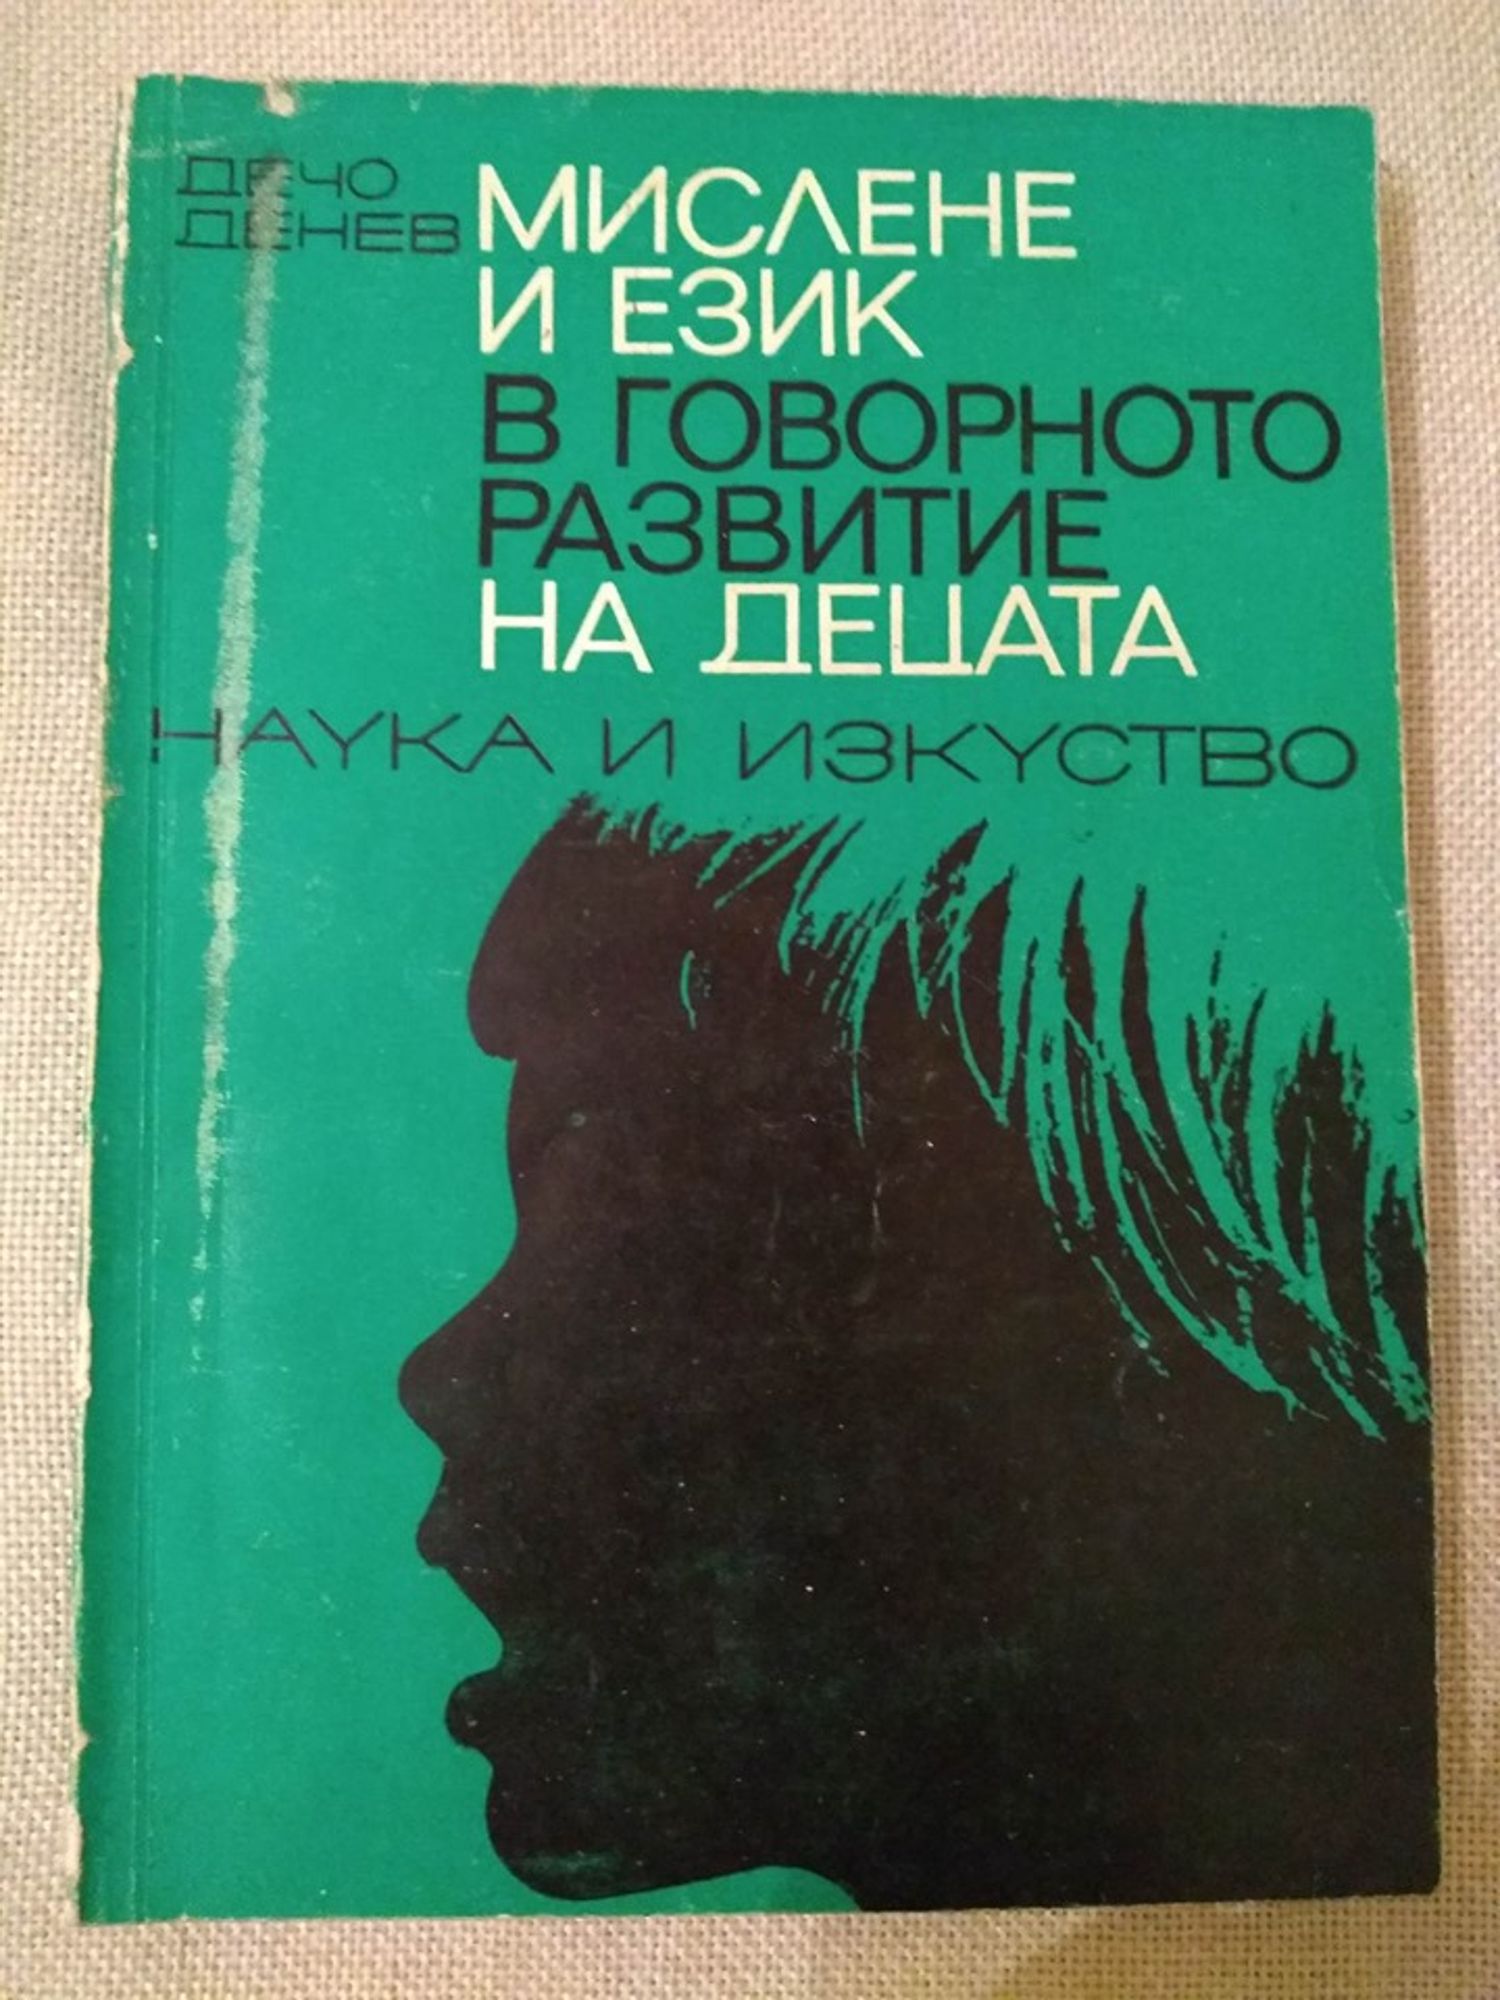 ДЕЧО
ДЕНЕВ
МИСЛЕНЕ
И ЕЗИК
В ГОВОРНОТО
РАЗВИТИЕ
НА ДЕЦАТА
НАУКА И ИЗКУСТВО